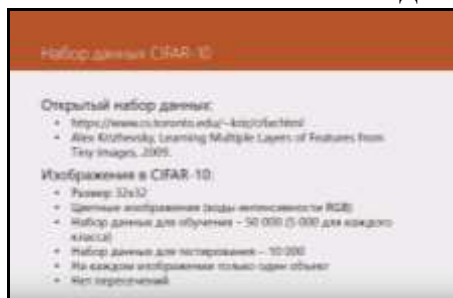 Набор данных CIFAR-10
Открытый набор данных:
• https://www.cs.toronto.edu/~kriz/cifar.html
• Alex Krizhevsky, Learning Multiple Layers of Features from
Tiny Images, 2009.
Изображения в CIFAR-10:
• Размер 32x32
• Цветные изображения (коды интенсивности RGB)
• Набор данных для обучения – 50 000 (5 000 для каждого
класса)
• Набор данных для тестирования – 10 000
• На каждом изображении только один объект
• Нет пересечений